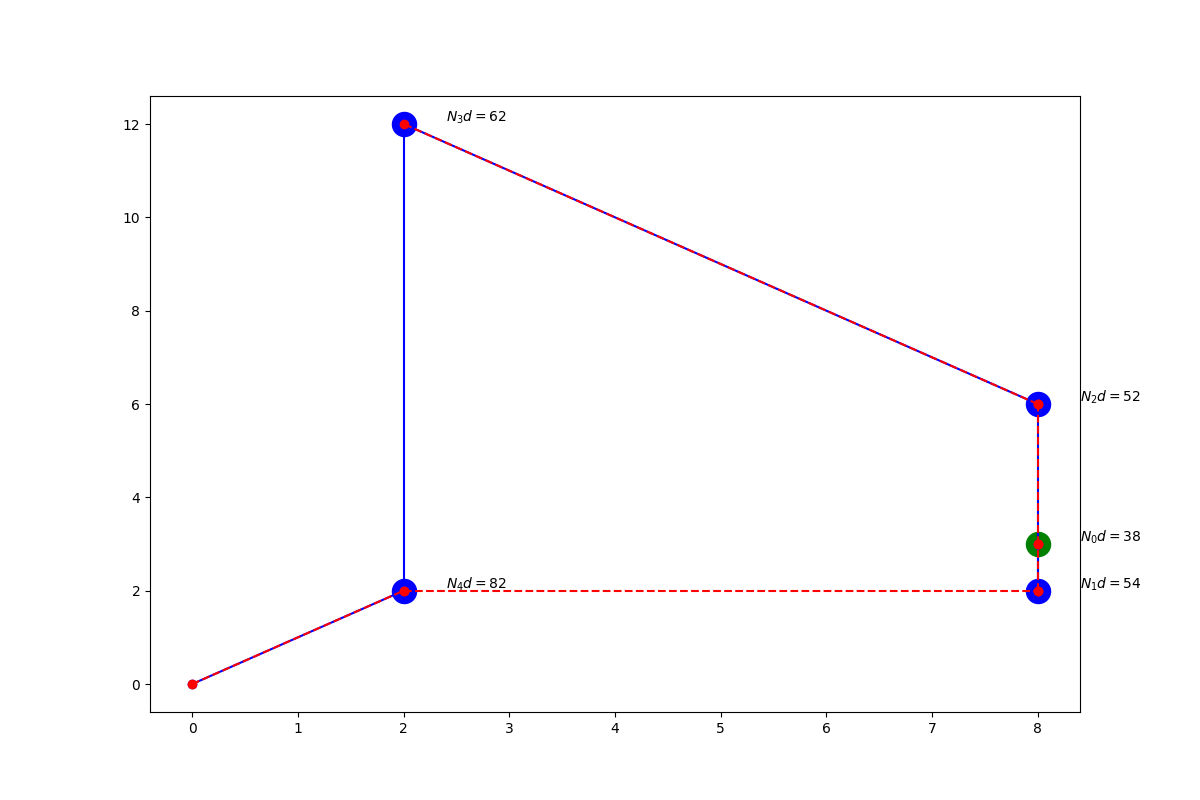 12
N₃d = 62
10
8
6
N₂d = 52
4
N₀d = 38
2
N₄d = 82
N₁d = 54
0
0 1 2 3 4 5 6 7 8